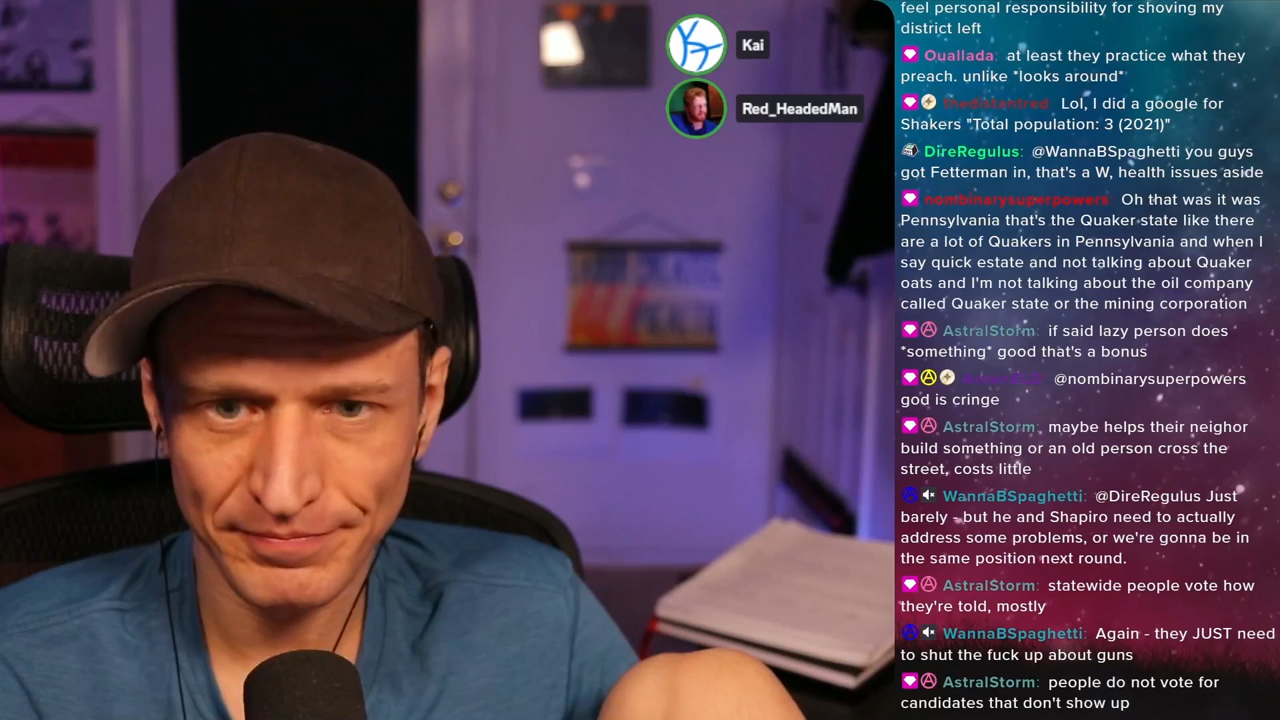 feel personal responsibility for shoving my
district left
Ouallada: at least they practice what they
preach. unlike *looks around*
thedistantred Lol, I did a google for
Shakers "Total population: 3 (2021)"
DireRegulus: @WannaBSpaghetti you guys
got Fetterman in, that's a W, health issues aside
nombinarysuperpowers Oh that was it was
Pennsylvania that's the Quaker state like there
are a lot of Quakers in Pennsylvania and when I
say quick estate and not talking about Quaker
oats and I'm not talking about the oil company
called Quaker state or the mining corporation
AstralStorm: if said lazy person does
*something* good that's a bonus
@nombinarysuperpowers
god is cringe
AstralStorm: maybe helps their neighor
build something or an old person cross the
street, costs little
WannaBSpaghetti: @DireRegulus Just
barely - but he and Shapiro need to actually
address some problems, or we're gonna be in
the same position next round.
AstralStorm: statewide people vote how
they're told, mostly
WannaBSpaghetti: Again - they JUST need
to shut the fuck up about guns
AstralStorm: people do not vote for
candidates that don't show up
Kai
Red_HeadedMan